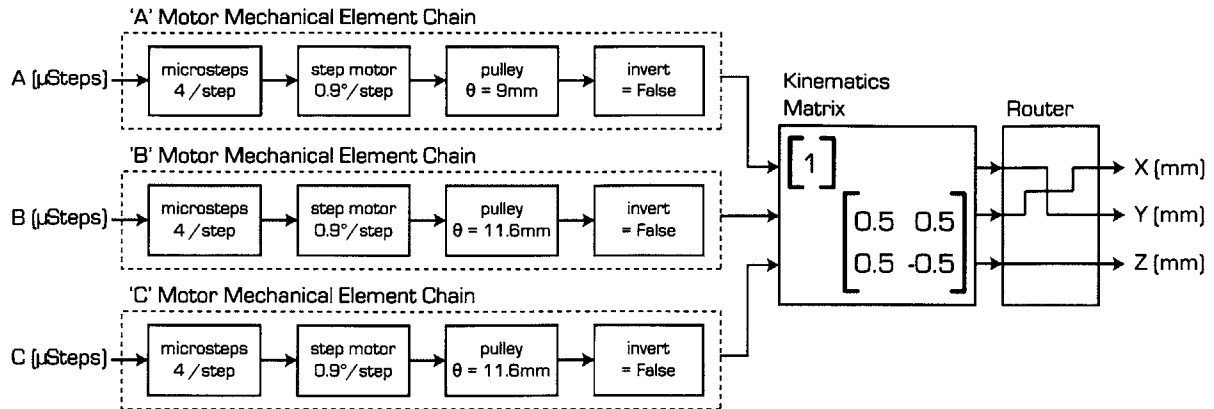 'A' Motor Mechanical Element Chain
A (µSteps)
microsteps
4 /step
step motor
0.9°/step
pulley
θ = 9mm
invert
= False
'B' Motor Mechanical Element Chain
B (µSteps)
microsteps
4 /step
step motor
0.9°/step
pulley
θ = 11.6mm
invert
= False
'C' Motor Mechanical Element Chain
C (µSteps)
microsteps
4 /step
step motor
0.9°/step
pulley
θ = 11.6mm
invert
= False
Kinematics
Matrix
[1]
0.5 0.5
0.5 -0.5
Router
X (mm)
Y (mm)
Z (mm)